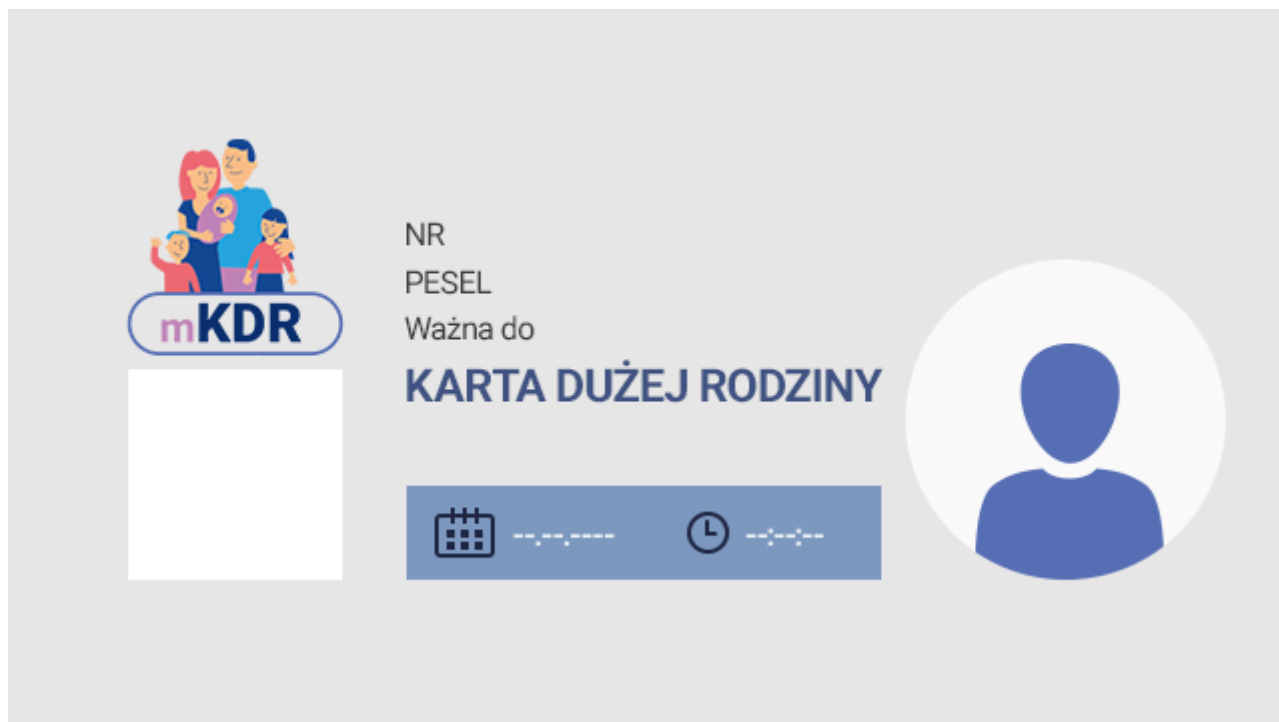 mKDR
NR
PESEL
Ważna do
KARTA DUŻEJ RODZINY
--.--.---- --:--:--